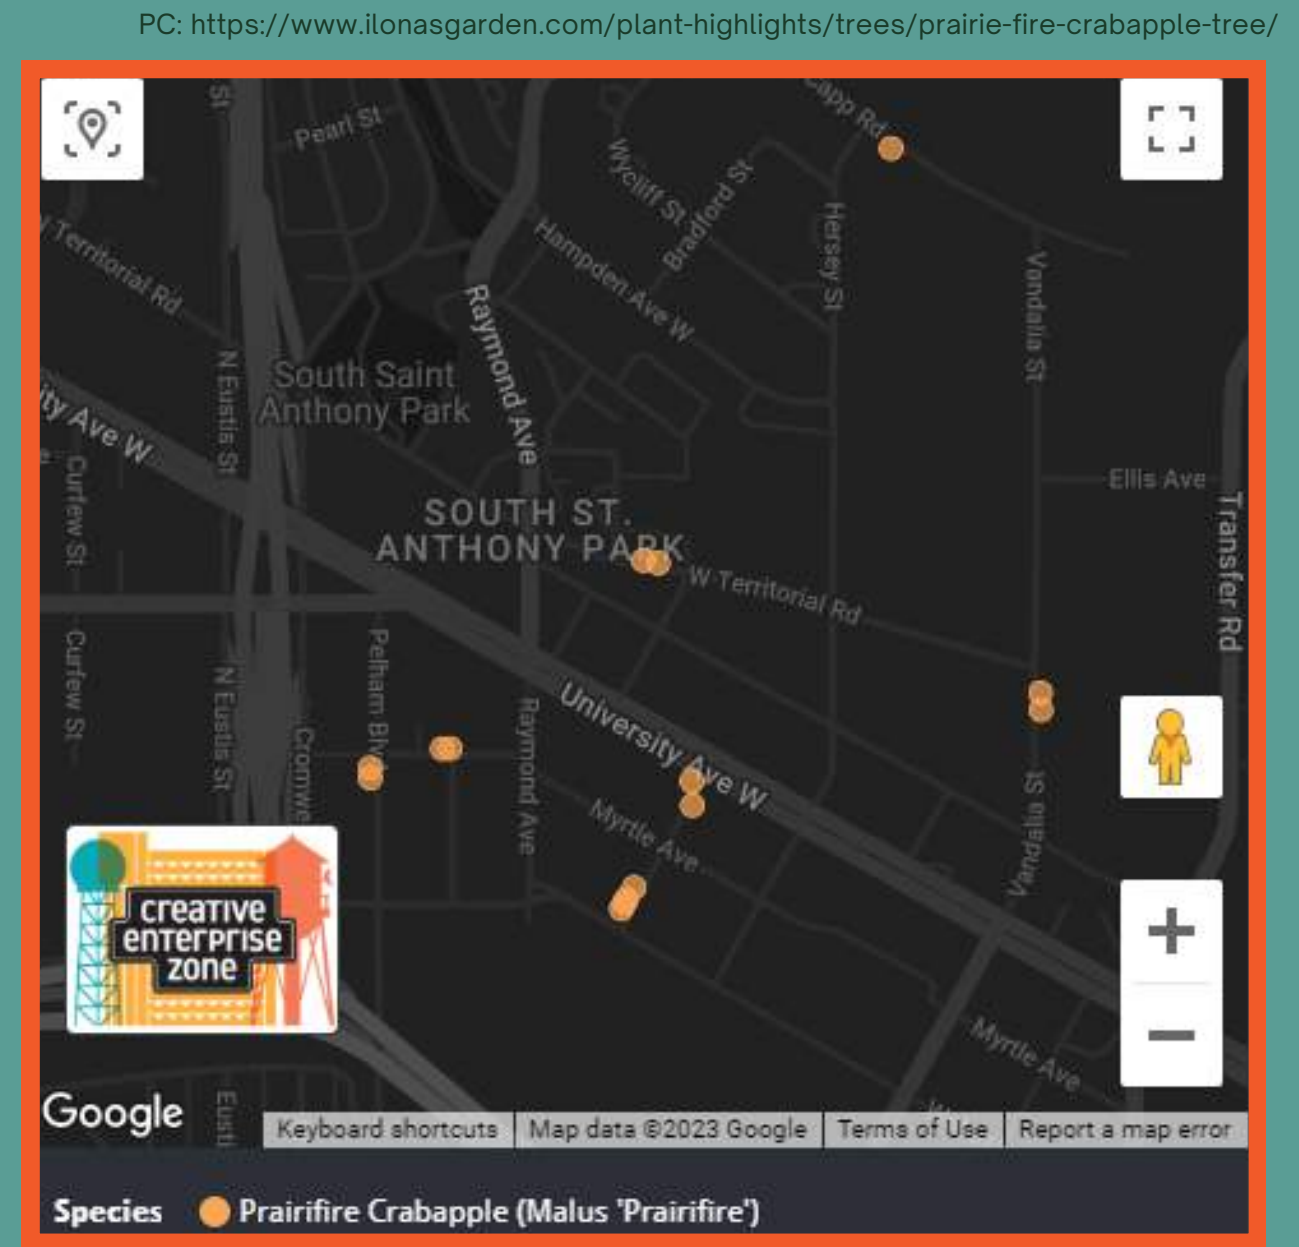 PC: https://www.ilonasgarden.com/plant-highlights/trees/prairie-fire-crabapple-tree/
St
Pearl St
Capp Rd
Wycliff St
Bradford St
Hersey St
Territorial Rd
Hampden Ave W
Vandalia St
Raymond Ave
N Eustis St
South Saint
Anthony Park
ity Ave W
Curfew St
Ellis Ave
SOUTH ST.
ANTHONY PARK
Transfer Rd
W Territorial Rd
Curfew St
Pelham Blv
N Eustis St
Cromwe
Raymond Ave
University Ave W
Myrtle Ave
Vandalia St
creative
enterprise
zone
Myrtle Ave
Google
Eusti
Keyboard shortcuts
Map data ©2023 Google
Terms of Use
Report a map error
Species
Prairifire Crabapple (Malus 'Prairifire')